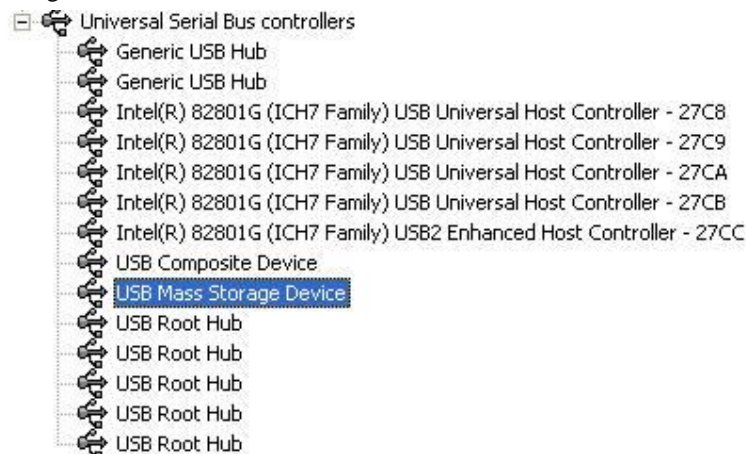 Universal Serial Bus controllers
Generic USB Hub
Generic USB Hub
Intel(R) 82801G (ICH7 Family) USB Universal Host Controller - 27C8
Intel(R) 82801G (ICH7 Family) USB Universal Host Controller - 27C9
Intel(R) 82801G (ICH7 Family) USB Universal Host Controller - 27CA
Intel(R) 82801G (ICH7 Family) USB Universal Host Controller - 27CB
Intel(R) 82801G (ICH7 Family) USB2 Enhanced Host Controller - 27CC
USB Composite Device
USB Mass Storage Device
USB Root Hub
USB Root Hub
USB Root Hub
USB Root Hub
USB Root Hub